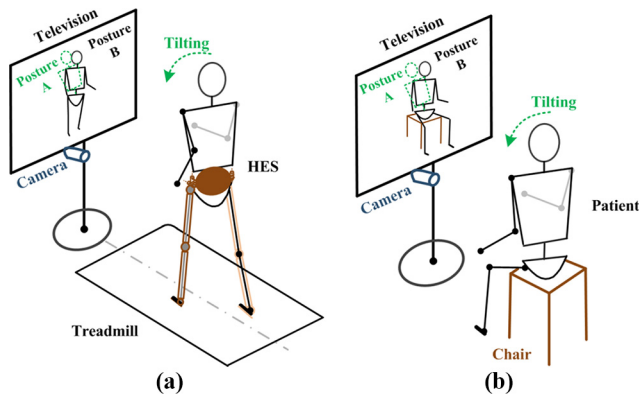 Television
Posture
B
Posture
A
Tilting
Camera
HES
Treadmill
(a)
Television
Posture
B
Posture
A
Tilting
Camera
Patient
Chair
(b)